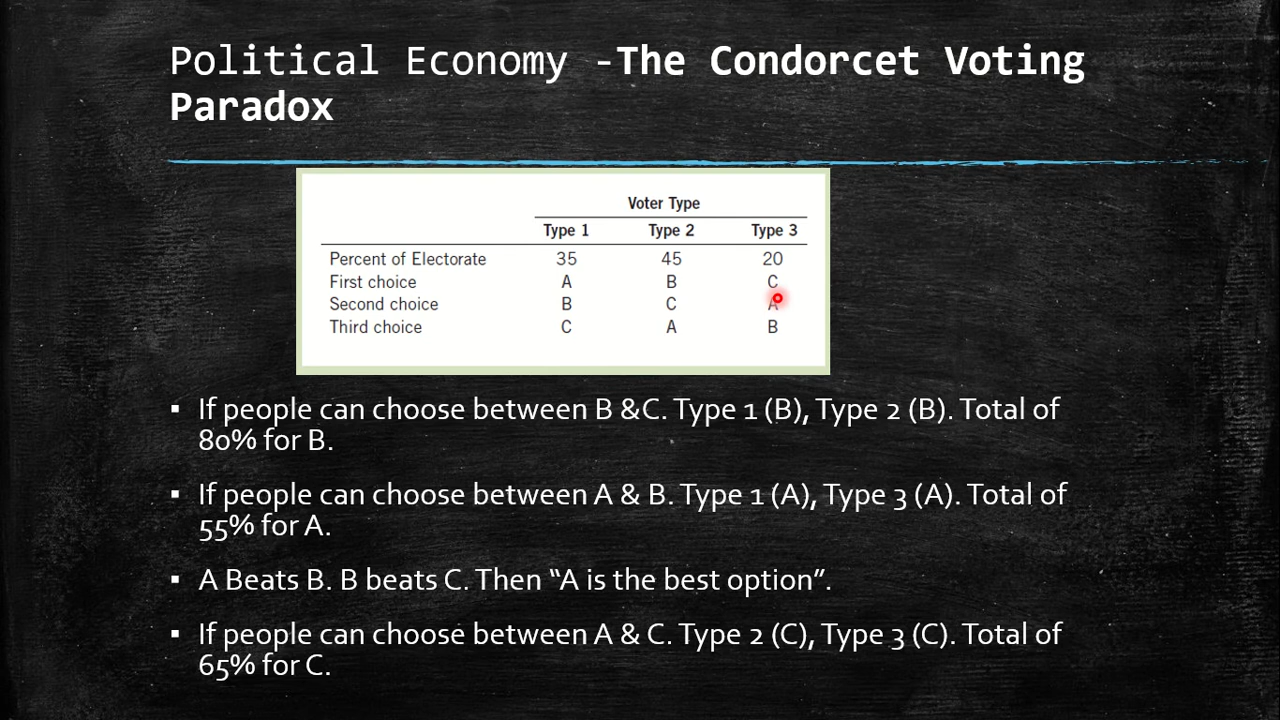 Political Economy -The Condorcet Voting
Paradox
Voter Type
Type 1 Type 2 Type 3
Percent of Electorate 35 45 20
First choice A B C
Second choice B C A
Third choice C A B
▪ If people can choose between B &C. Type 1 (B), Type 2 (B). Total of
80% for B.
▪ If people can choose between A & B. Type 1 (A), Type 3 (A). Total of
55% for A.
▪ A Beats B. B beats C. Then “A is the best option”.
▪ If people can choose between A & C. Type 2 (C), Type 3 (C). Total of
65% for C.